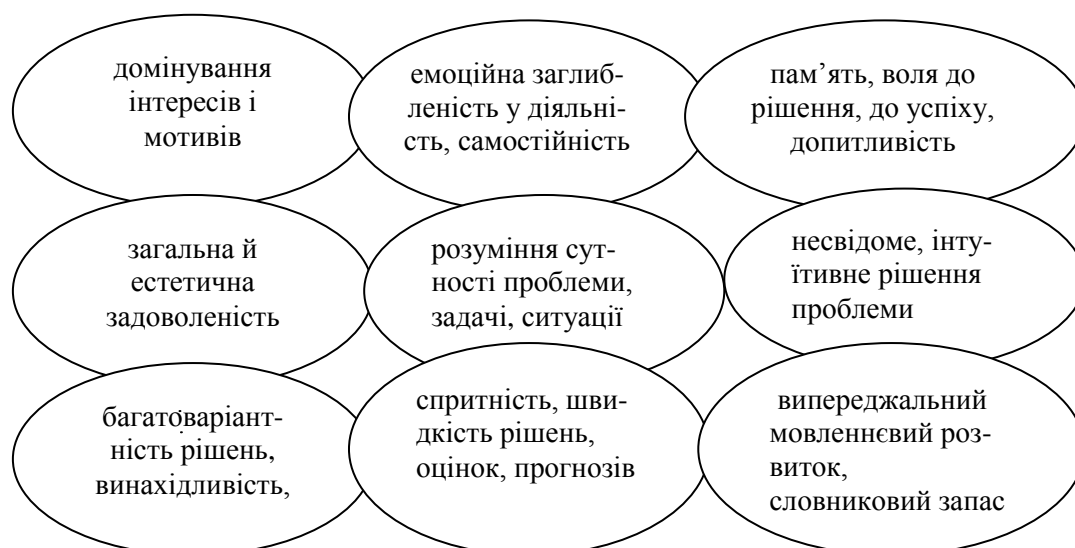 домінування
інтересів і
мотивів
емоційна заглиб-
леність у діяльні-
сть, самостійність
пам’ять, воля до
рішення, до успіху,
допитливість
загальна й
естетична
задоволеність
розуміння сут-
ності проблеми,
задачі, ситуації
несвідоме, інту-
їтивне рішення
проблеми
багатоваріант-
ність рішень,
винахідливість,
спритність, шви-
дкість рішень,
оцінок, прогнозів
випереджальний
мовленнєвий роз-
виток,
словниковий запас